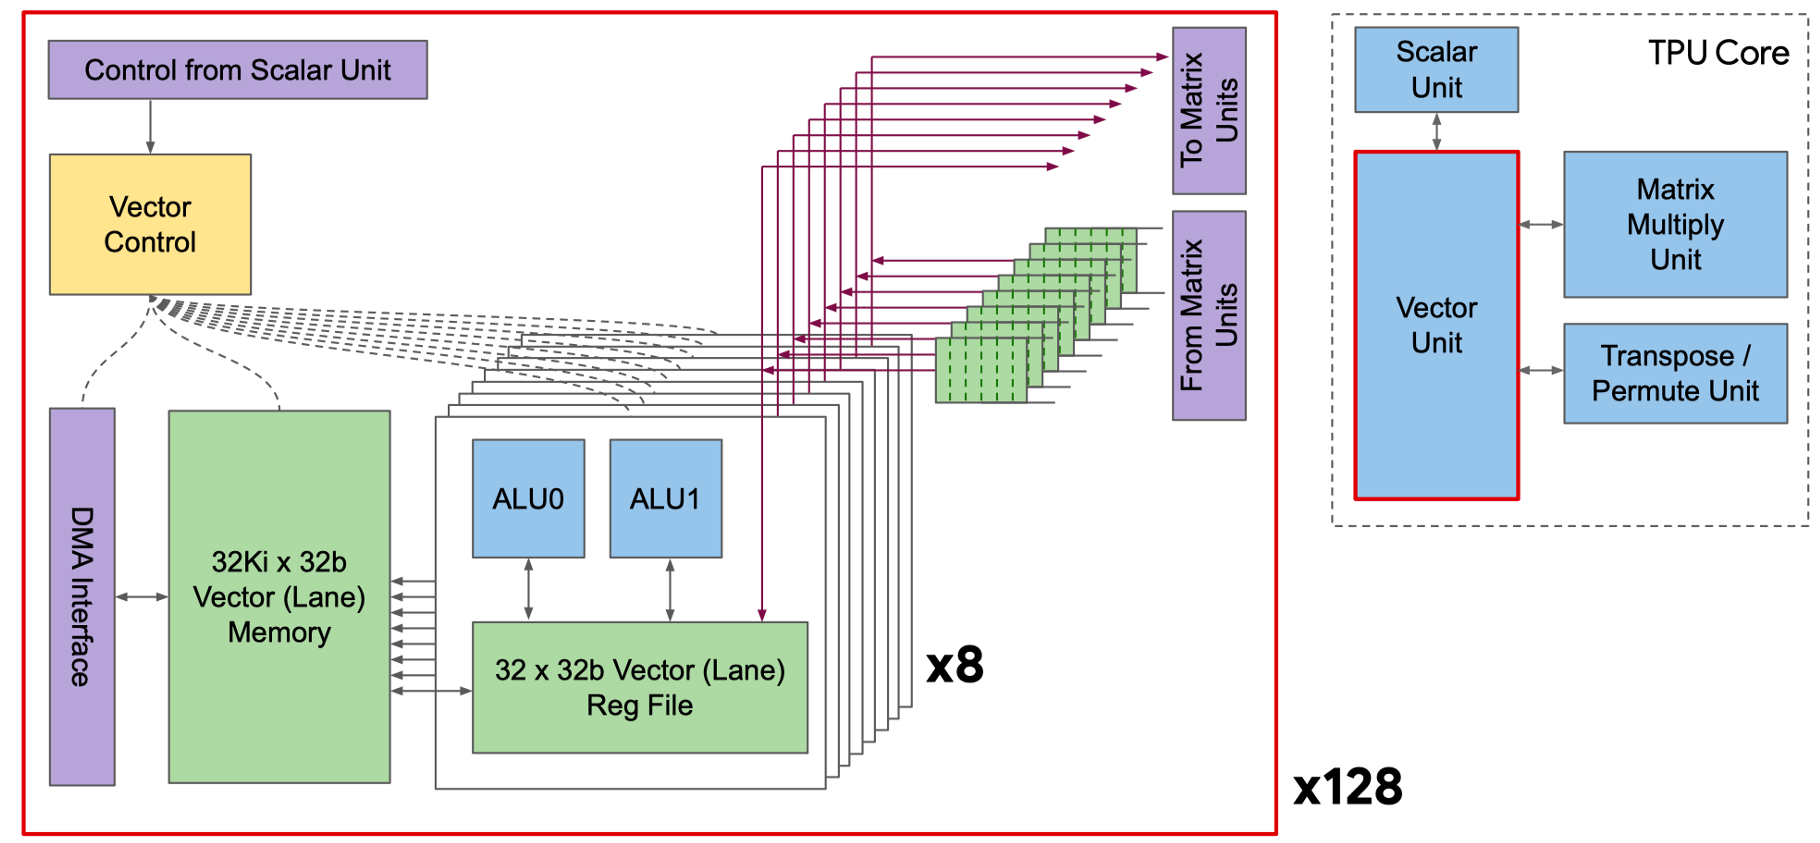 Control from Scalar Unit
Vector
Control
DMA Interface
32Ki x 32b
Vector (Lane)
Memory
ALU0
ALU1
32 x 32b Vector (Lane)
Reg File
x8
To Matrix
Units
From Matrix
Units
x128
TPU Core
Scalar
Unit
Vector
Unit
Matrix
Multiply
Unit
Transpose /
Permute Unit